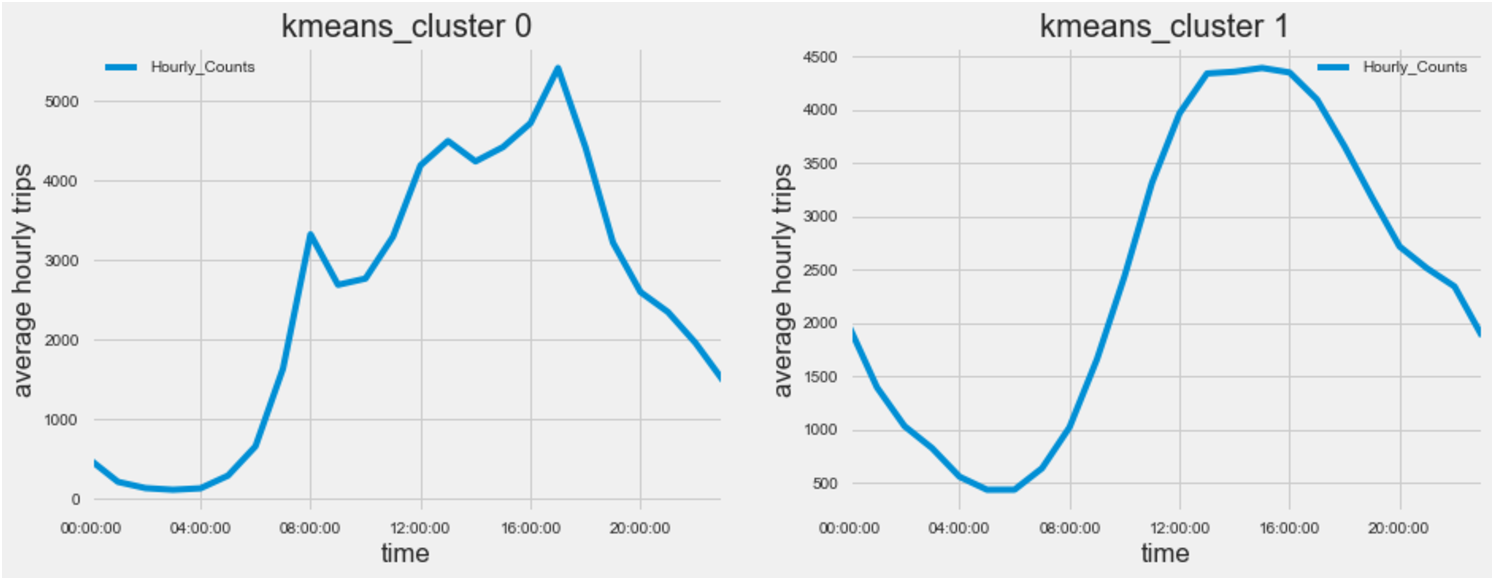 kmeans_cluster 0
Hourly_Counts
5000
4000
3000
2000
1000
0
average hourly trips
00:00:00 04:00:00 08:00:00 12:00:00 16:00:00 20:00:00
time
kmeans_cluster 1
Hourly_Counts
4500
4000
3500
3000
2500
2000
1500
1000
500
average hourly trips
00:00:00 04:00:00 08:00:00 12:00:00 16:00:00 20:00:00
time